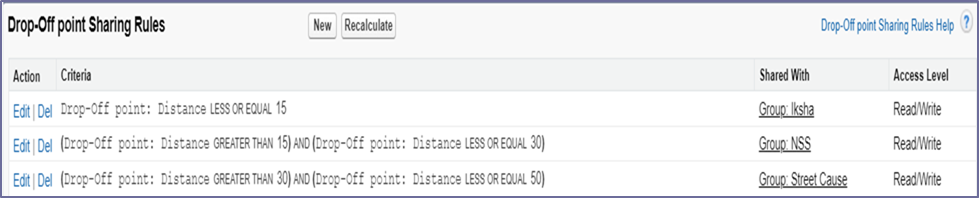 Drop-Off point Sharing Rules New Recalculate Drop-Off point Sharing Rules Help ?
Action Criteria Shared With Access Level
Edit | Del Drop-Off point: Distance LESS OR EQUAL 15 Group: Iksha Read/Write
Edit | Del (Drop-Off point: Distance GREATER THAN 15) AND (Drop-Off point: Distance LESS OR EQUAL 30) Group: NSS Read/Write
Edit | Del (Drop-Off point: Distance GREATER THAN 30) AND (Drop-Off point: Distance LESS OR EQUAL 50) Group: Street Cause Read/Write